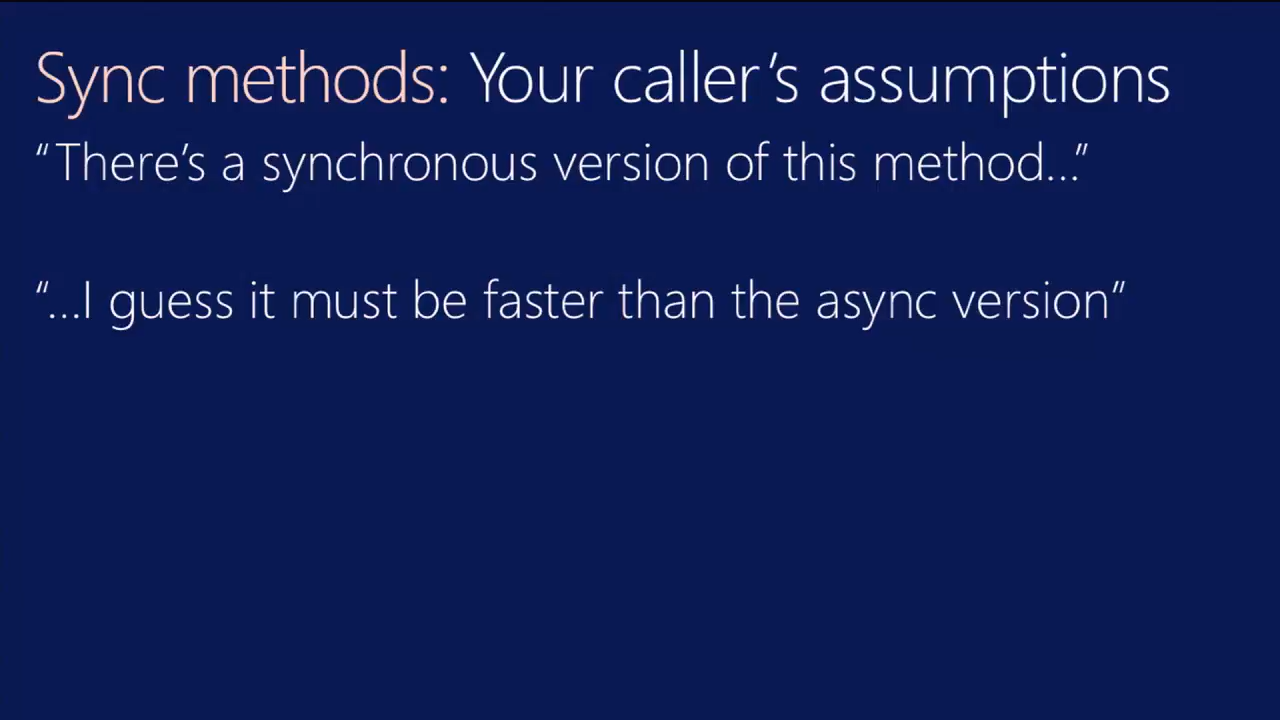 Sync methods: Your caller’s assumptions
“There’s a synchronous version of this method…”
“…I guess it must be faster than the async version”